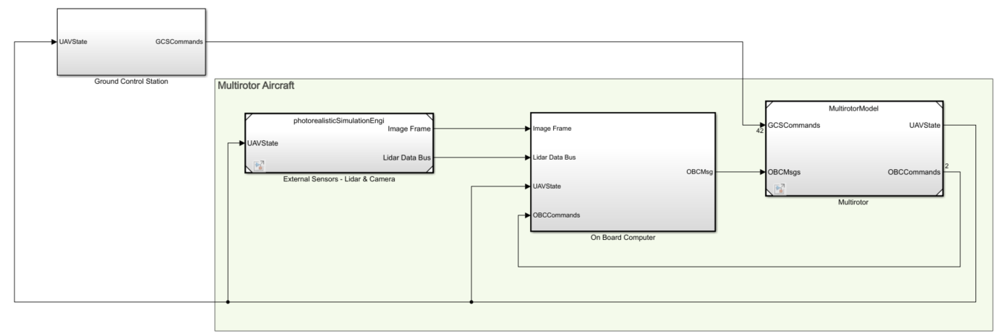 UAVState
GCSCommands
Ground Control Station
Multirotor Aircraft
photorealisticSimulationEngi
UAVState
Image Frame
Lidar Data Bus
External Sensors - Lidar & Camera
Image Frame
Lidar Data Bus
UAVState
OBCCommands
OBCMsg
On Board Computer
MultirotorModel
42
GCSCommands
UAVState
OBCMsgs
OBCCommands
2
Multirotor